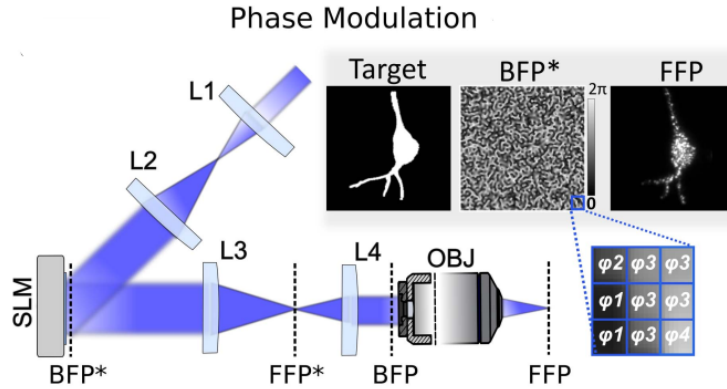 Phase Modulation
Target BFP* FFP
2π
0
L1
L2
L3 L4 OBJ
SLM
φ2 φ3 φ3
φ1 φ3 φ3
φ1 φ3 φ4
BFP* FFP* BFP FFP